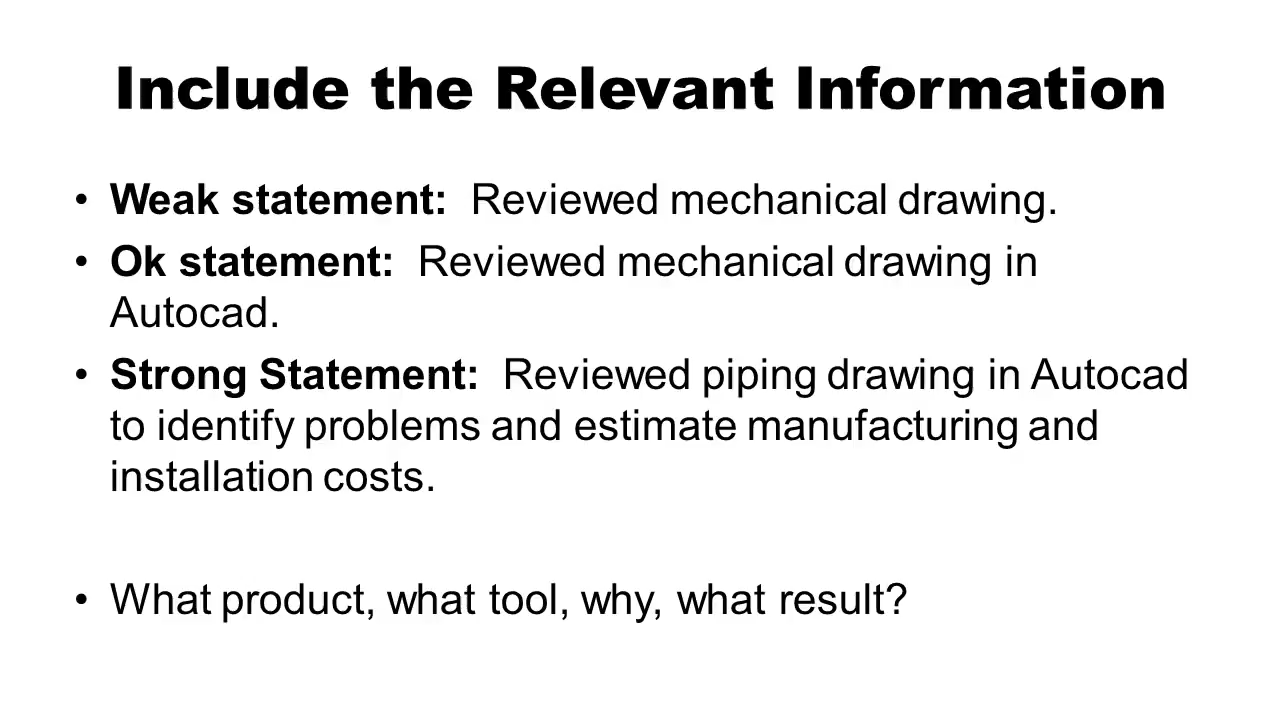 Include the Relevant Information
• Weak statement:  Reviewed mechanical drawing.
• Ok statement:  Reviewed mechanical drawing in
Autocad.
• Strong Statement:  Reviewed piping drawing in Autocad
to identify problems and estimate manufacturing and
installation costs.
• What product, what tool, why, what result?